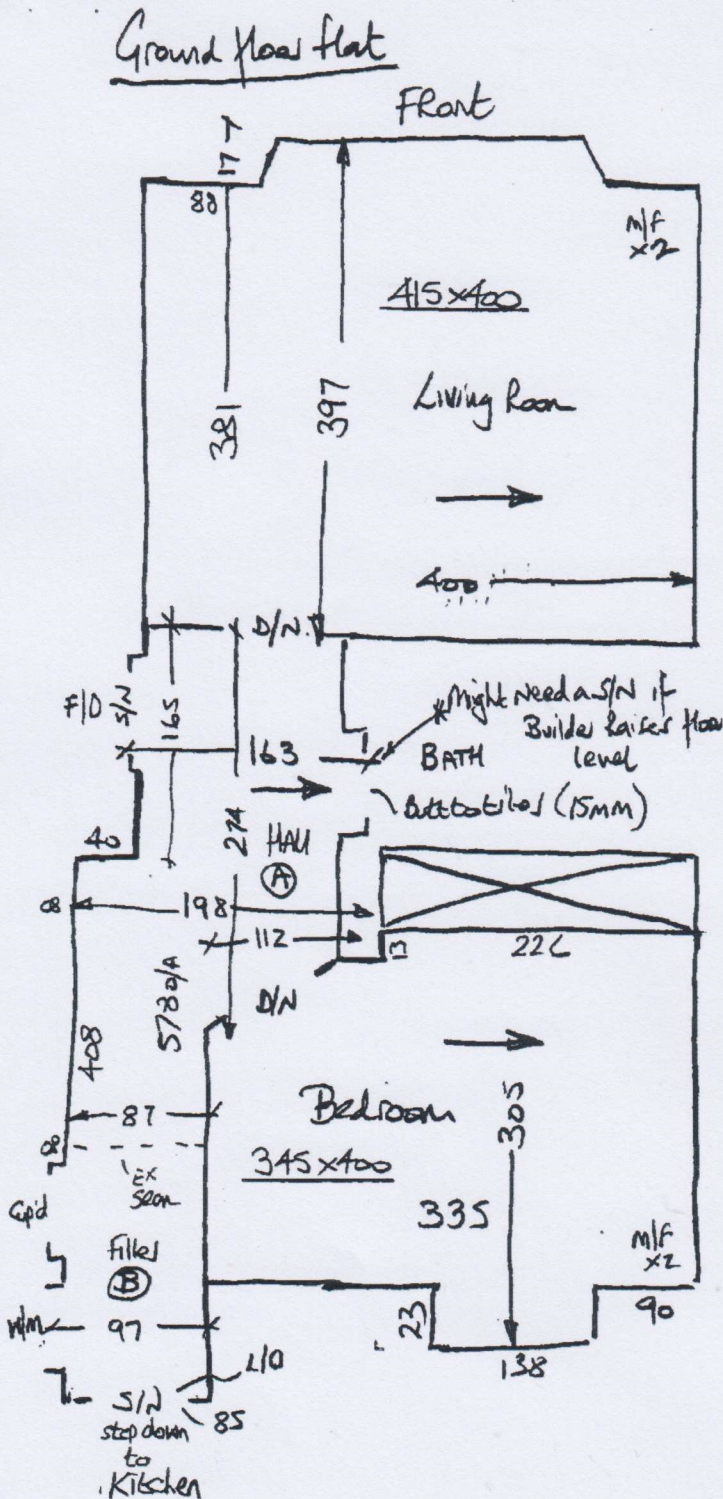 Ground floor flat
FRont
17
88
M/F
x2
415x400
381
397
Living Room
400
D/N
F/D
S/N
165
*Might Need a S/N if
Builder Raises floor
level
163
BATH
Butt to tiles (15mm)
274
HAll
A
198
112
13
226
D/N
578 o/A
408
87
Bedroom
305
345x400
Ex
Seam
335
Cup'd
Filler
B
M/F
x2
W/M
97
23
90
138
L/O
S/N
85
step down
to
Kitchen